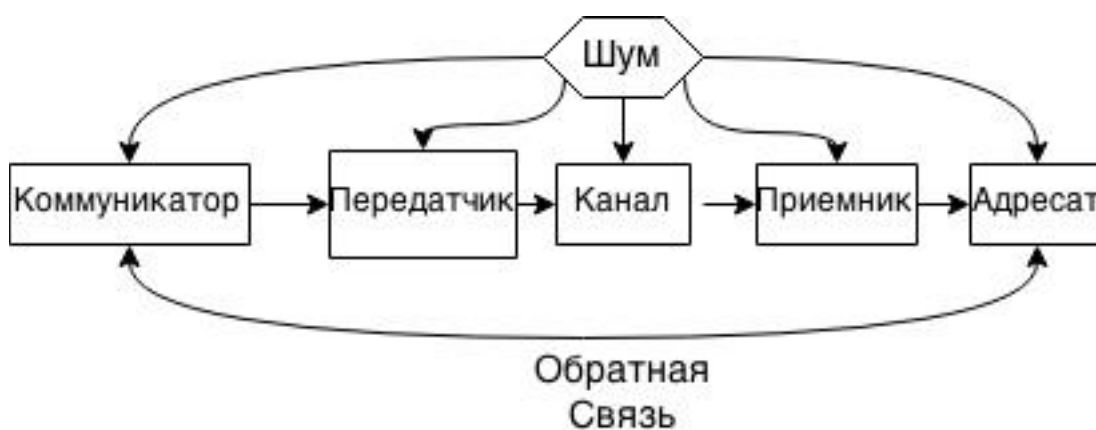 Шум
Коммуникатор
Передатчик
Канал
Приемник
Адресат
Обратная
Связь